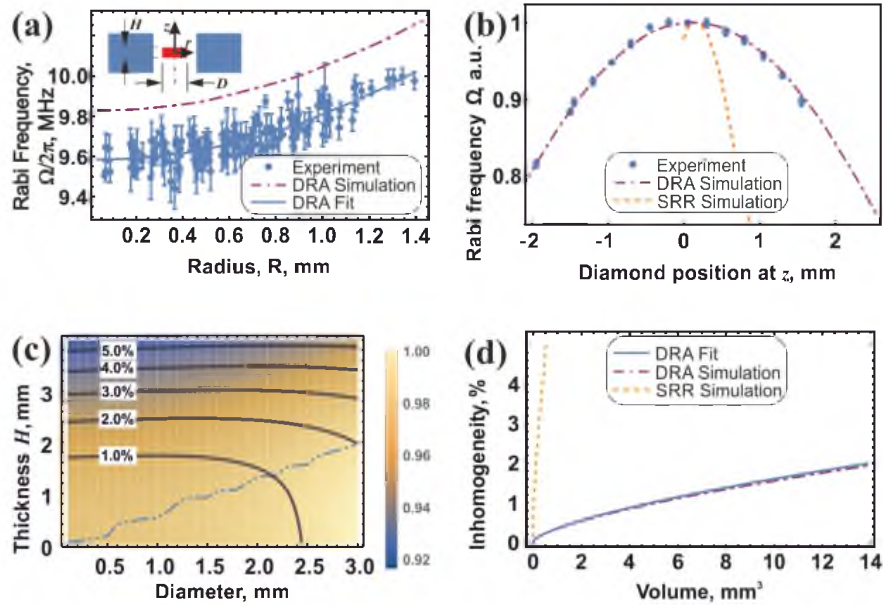 (a)
H
z
r
D
Rabi Frequency,
Ω/2π, MHz
10.0
9.8
9.6
9.4
Experiment
DRA Simulation
DRA Fit
0.2 0.4 0.6 0.8 1.0 1.2 1.4
Radius, R, mm
(b)
Rabi frequency Ω, a.u.
1
0.9
0.8
Experiment
DRA Simulation
SRR Simulation
-2 -1 0 1 2
Diamond position at z, mm
(c)
Thickness H, mm
3
2
1
0
5.0%
4.0%
3.0%
2.0%
1.0%
0.5 1.0 1.5 2.0 2.5 3.0
Diameter, mm
1.00
0.98
0.96
0.94
0.92
(d)
Inhomogeneity, %
4
3
2
1
0
DRA Fit
DRA Simulation
SRR Simulation
0 2 4 6 8 10 12 14
Volume, mm³